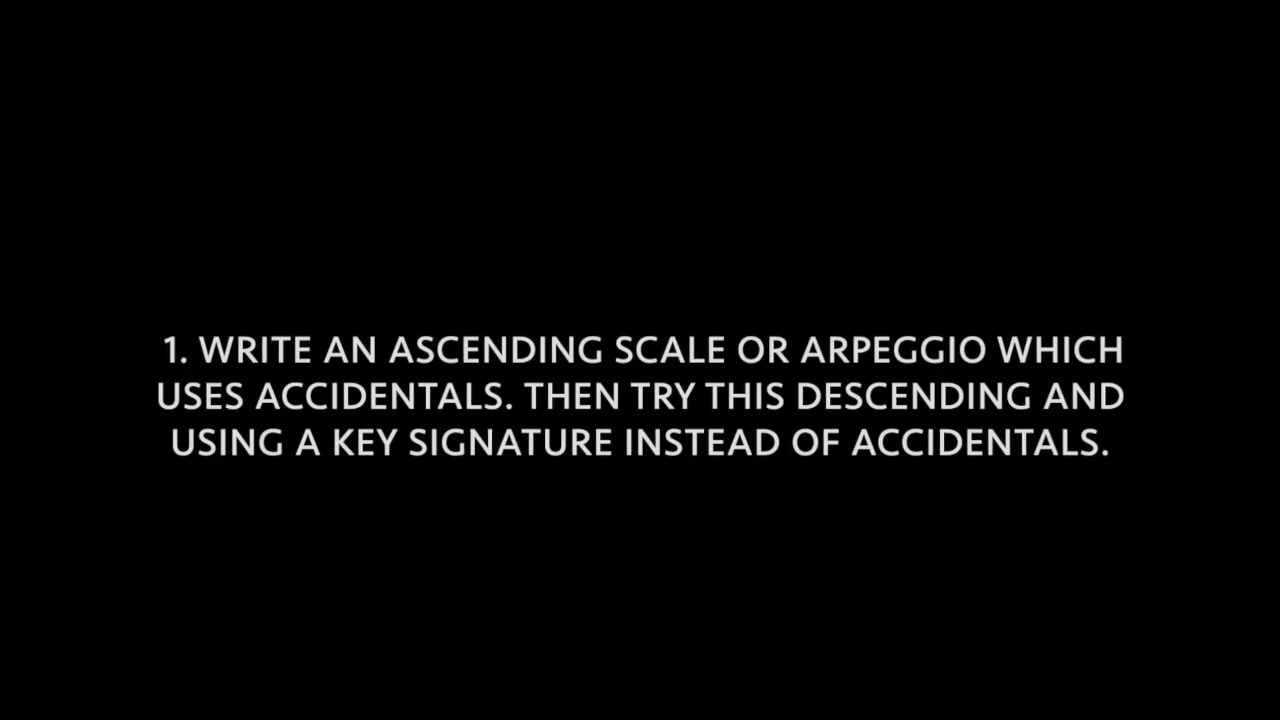 1. WRITE AN ASCENDING SCALE OR ARPEGGIO WHICH
USES ACCIDENTALS. THEN TRY THIS DESCENDING AND
USING A KEY SIGNATURE INSTEAD OF ACCIDENTALS.